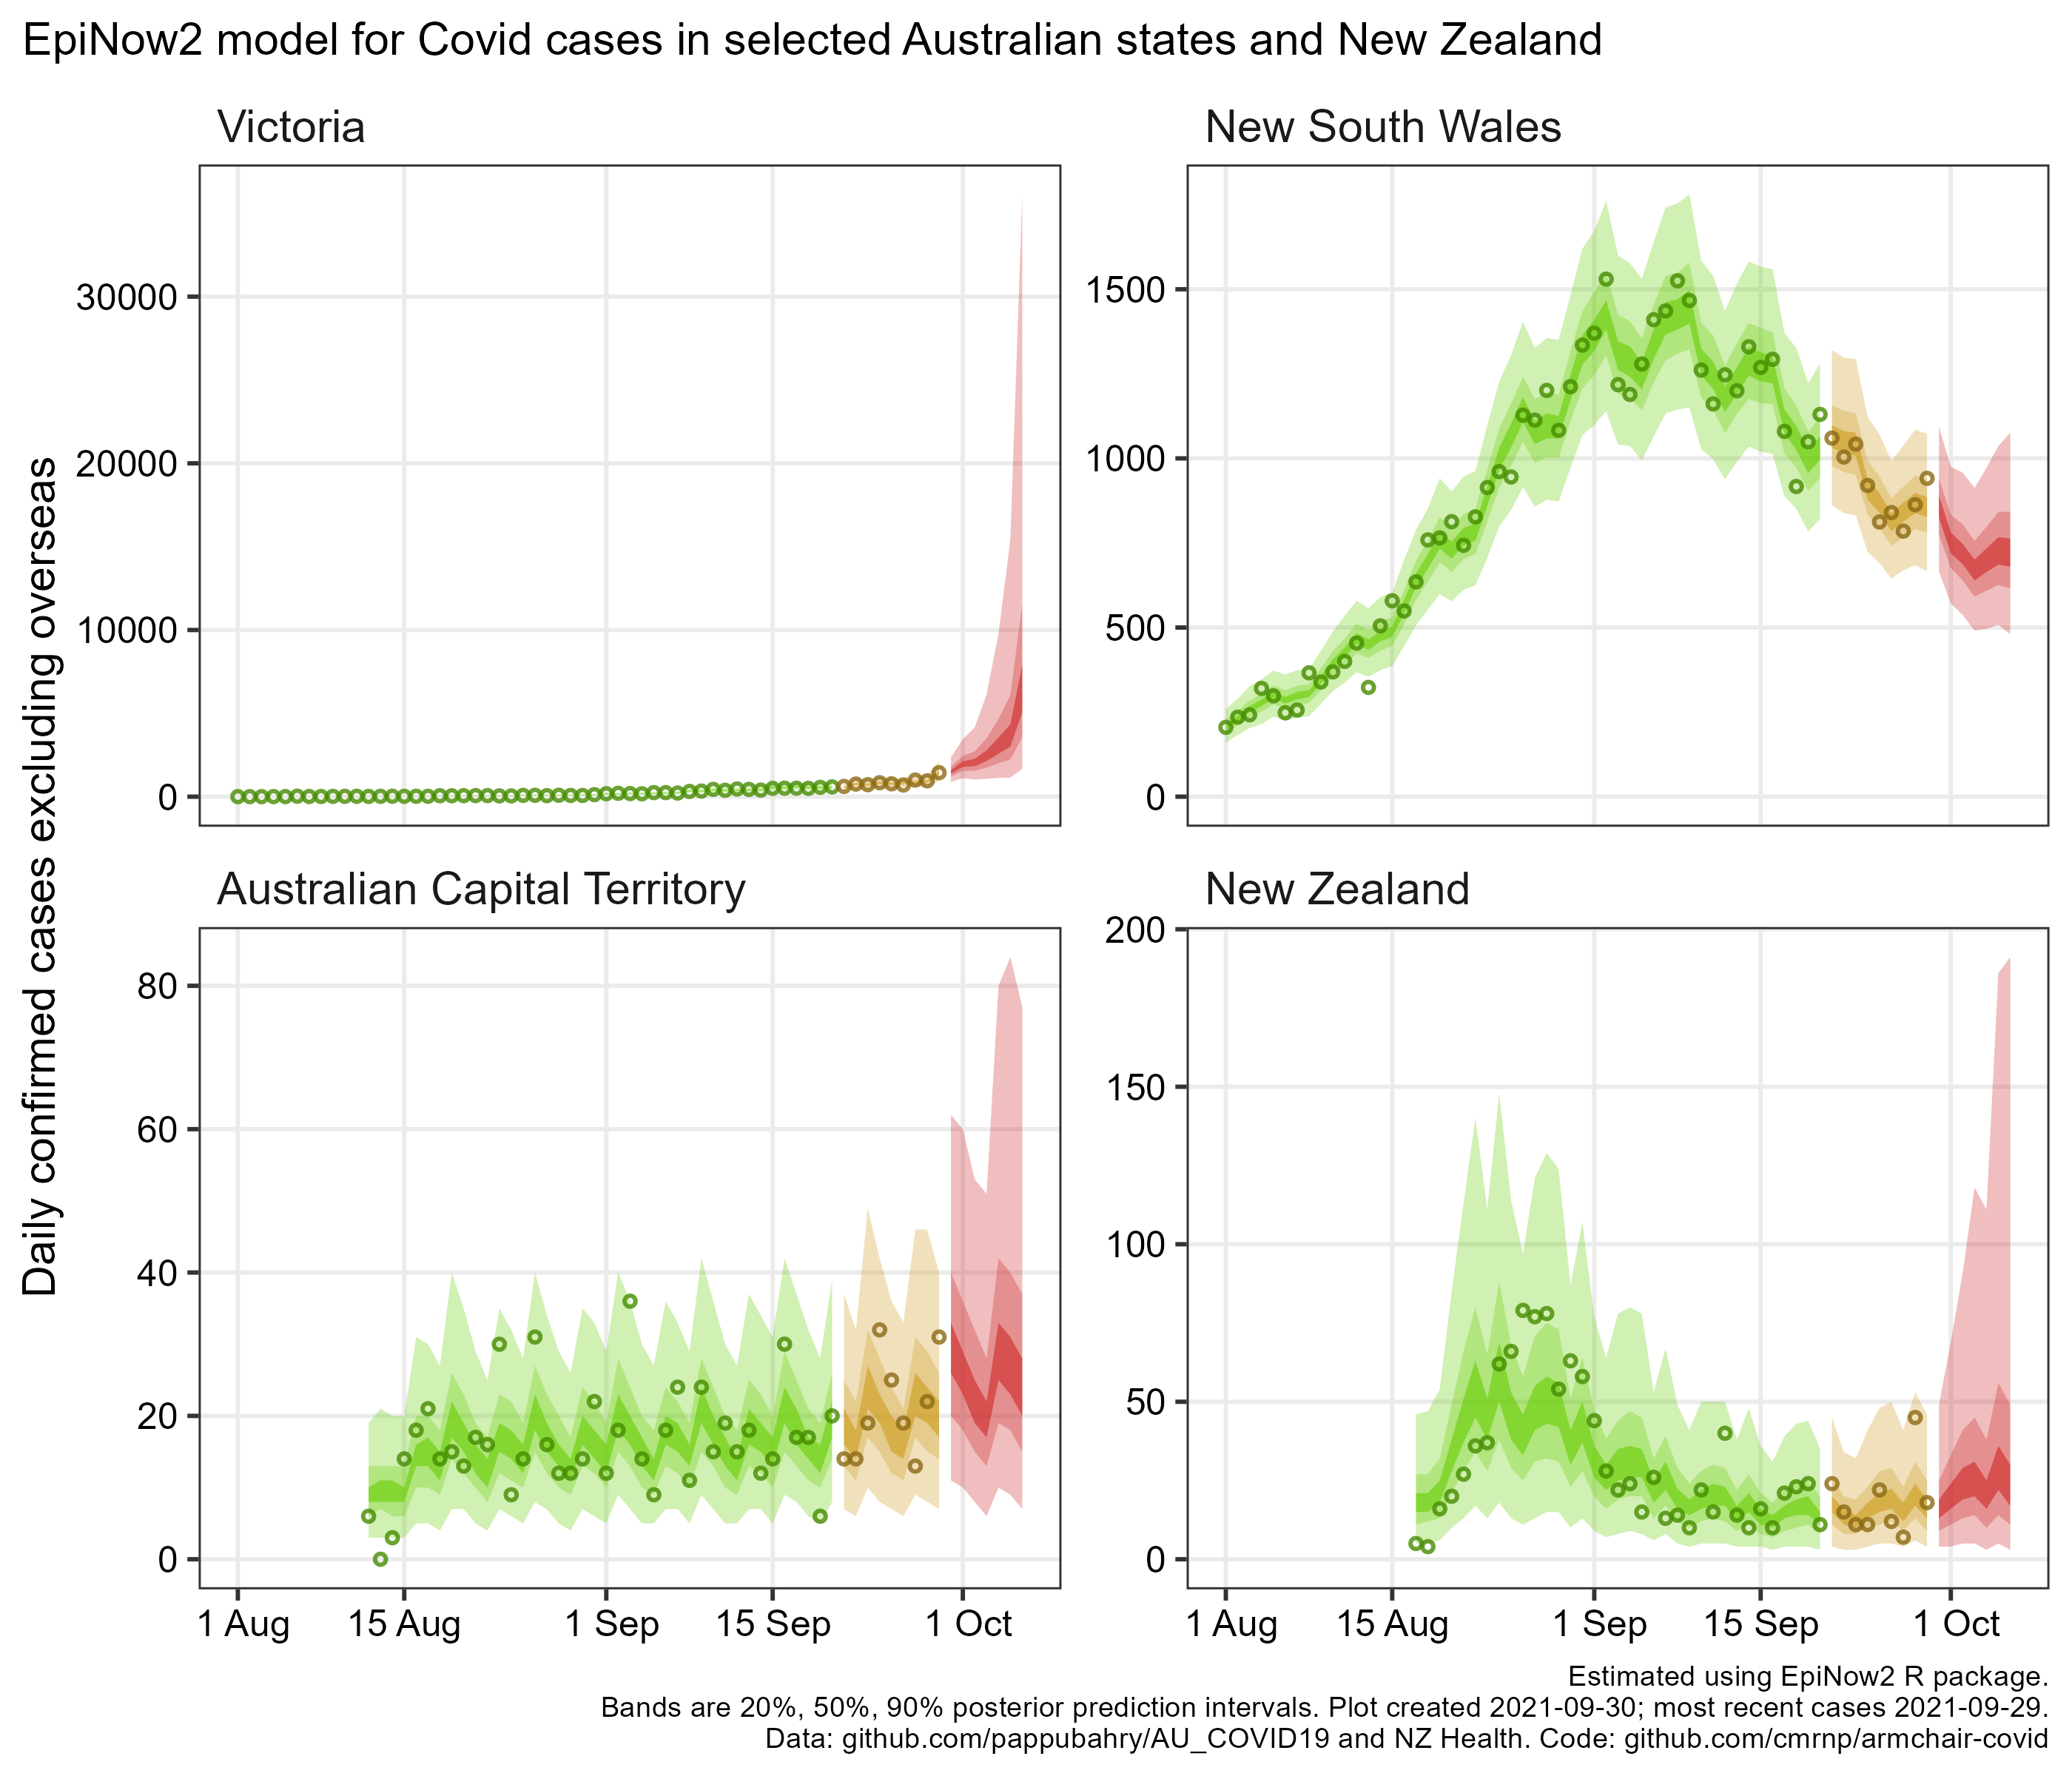 EpiNow2 model for Covid cases in selected Australian states and New Zealand
Daily confirmed cases excluding overseas
Victoria
30000
20000
10000
0
New South Wales
1500
1000
500
0
Australian Capital Territory
80
60
40
20
0
1 Aug 15 Aug 1 Sep 15 Sep 1 Oct
New Zealand
200
150
100
50
0
1 Aug 15 Aug 1 Sep 15 Sep 1 Oct
Estimated using EpiNow2 R package.
Bands are 20%, 50%, 90% posterior prediction intervals. Plot created 2021-09-30; most recent cases 2021-09-29.
Data: github.com/pappubahry/AU_COVID19 and NZ Health. Code: github.com/cmrnp/armchair-covid